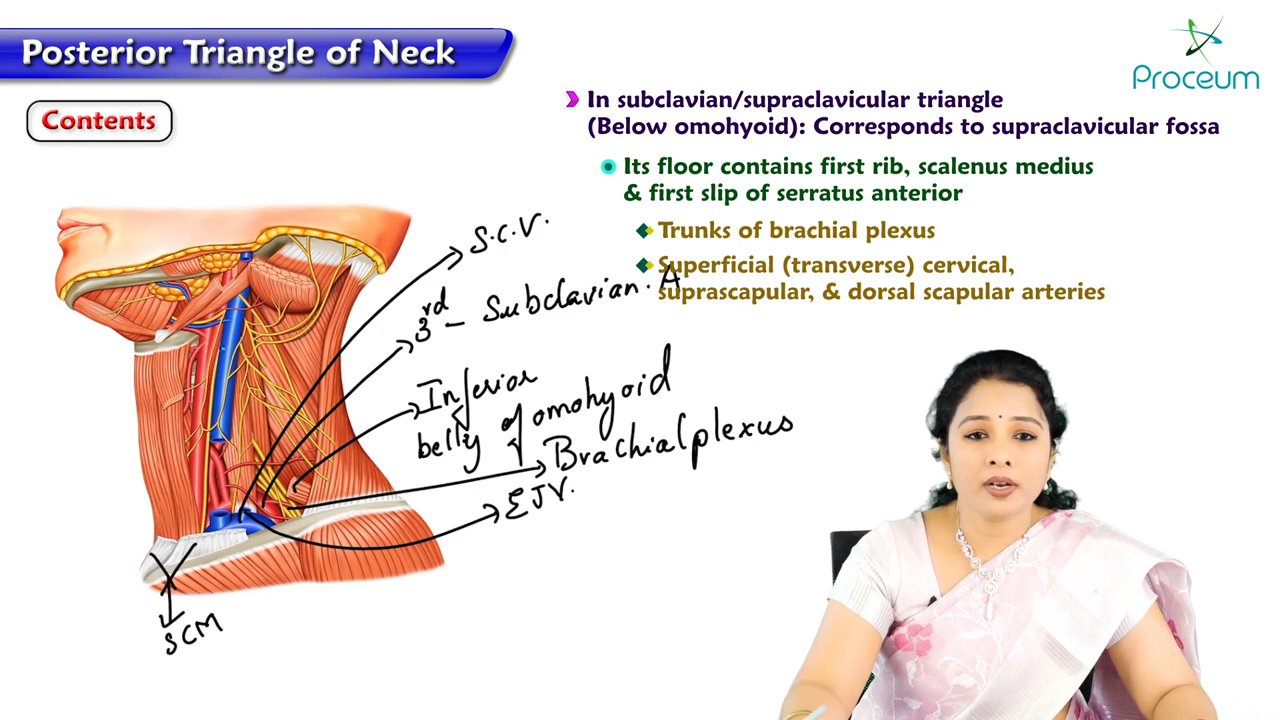 Posterior Triangle of Neck
Proceum
Contents
In subclavian/supraclavicular triangle
(Below omohyoid): Corresponds to supraclavicular fossa
Its floor contains first rib, scalenus medius
& first slip of serratus anterior
Trunks of brachial plexus
Superficial (transverse) cervical,
suprascapular, & dorsal scapular arteries
S.C.V.
3rd - Subclavian. A
Inferior
belly of omohyoid
Brachial plexus
EJV.
SCM